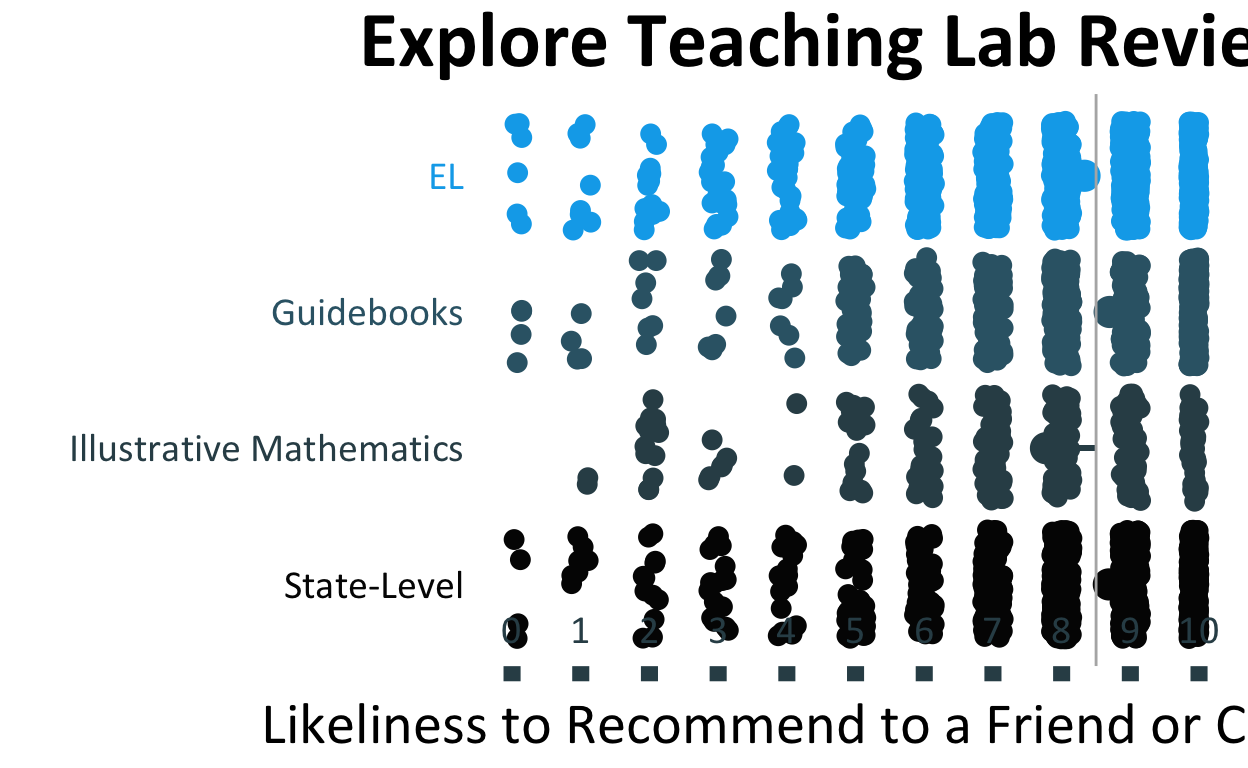 Explore Teaching Lab Revie
EL
Guidebooks
Illustrative Mathematics
State-Level
0 1 2 3 4 5 6 7 8 9 10
Likeliness to Recommend to a Friend or C